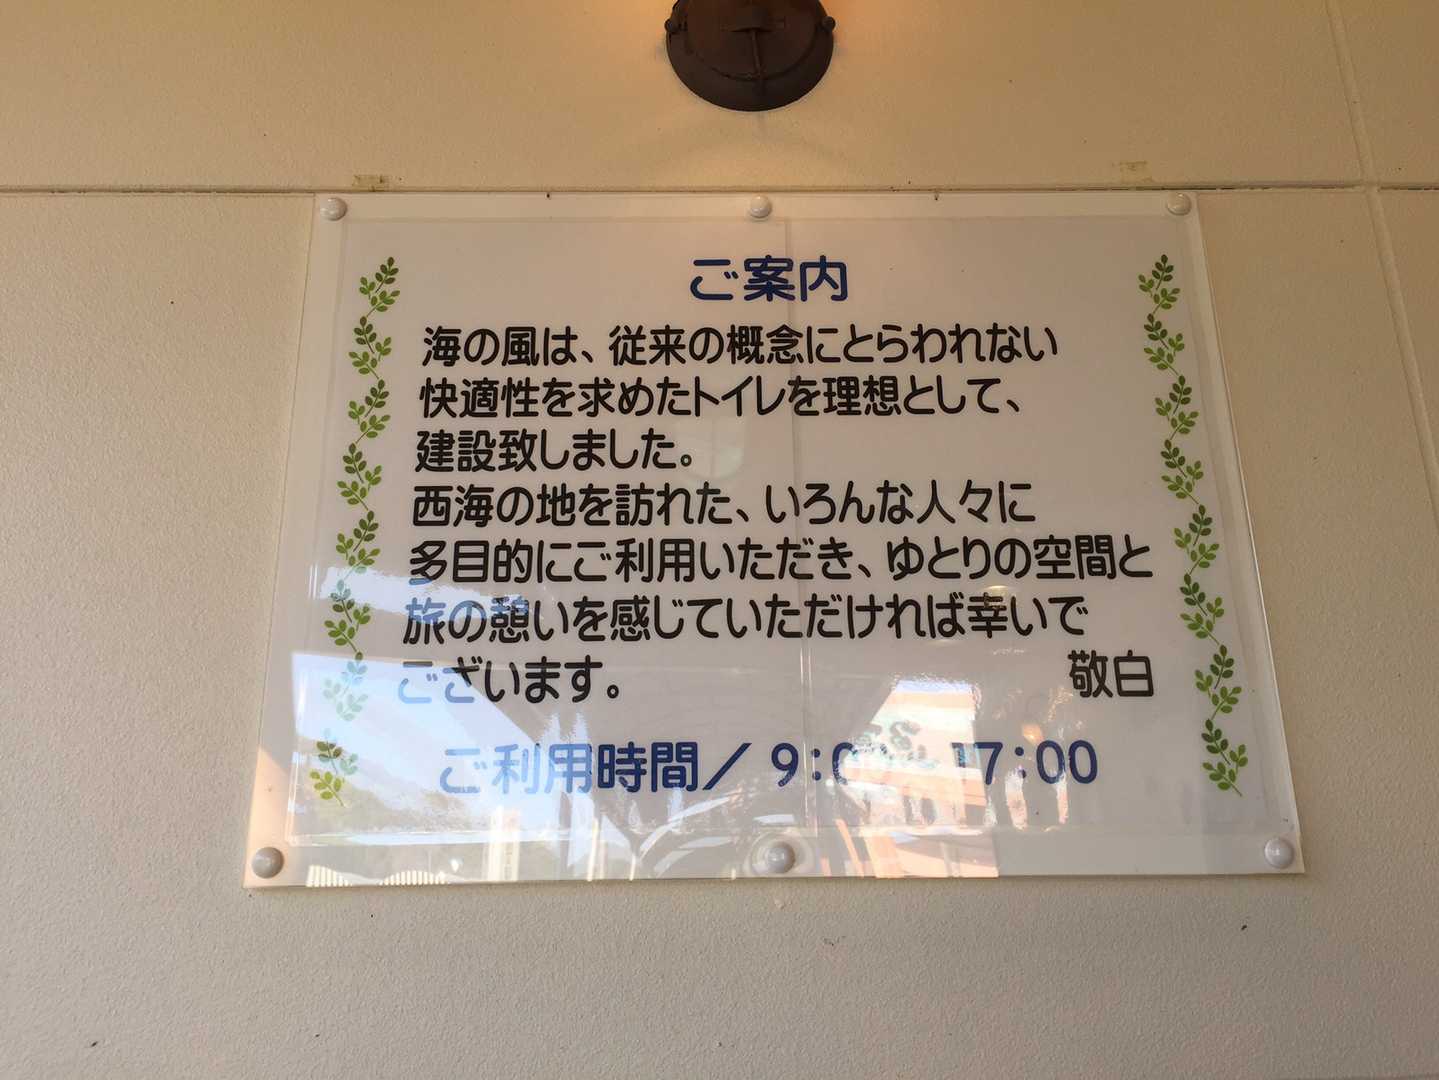 ご案内
海の風は、従来の概念にとらわれない
快適性を求めたトイレを理想として、
建設致しました。
西海の地を訪れた、いろんな人々に
多目的にご利用いただき、ゆとりの空間と
旅の憩いを感じていただければ幸いで
ございます。 敬白
ご利用時間／9:00～17:00